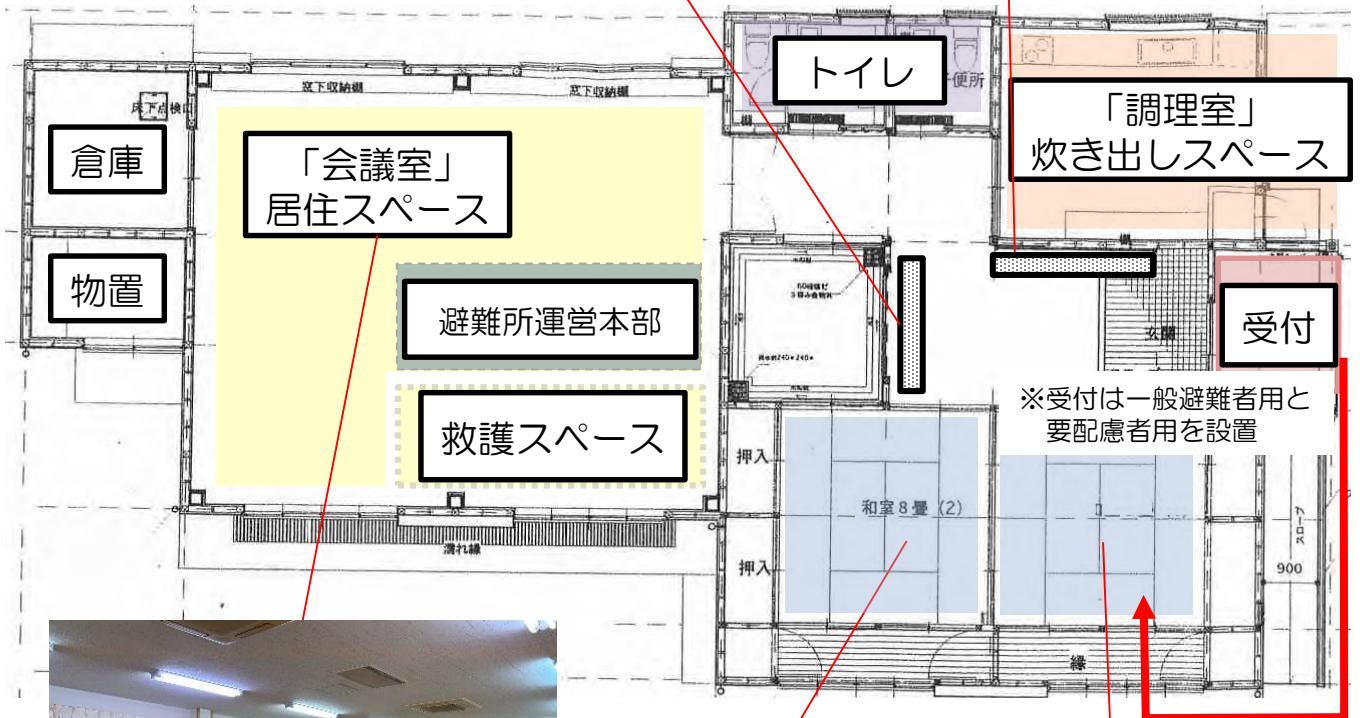 トイレ
便所
「調理室」
炊き出しスペース
窓下収納棚
窓下収納棚
床下点検口
倉庫
「会議室」
居住スペース
物置
避難所運営本部
救護スペース
棚
玄関
受付
※受付は一般避難者用と
要配慮者用を設置
押入
和室8畳 (2)
押入
スロープ
900
濡れ縁
縁